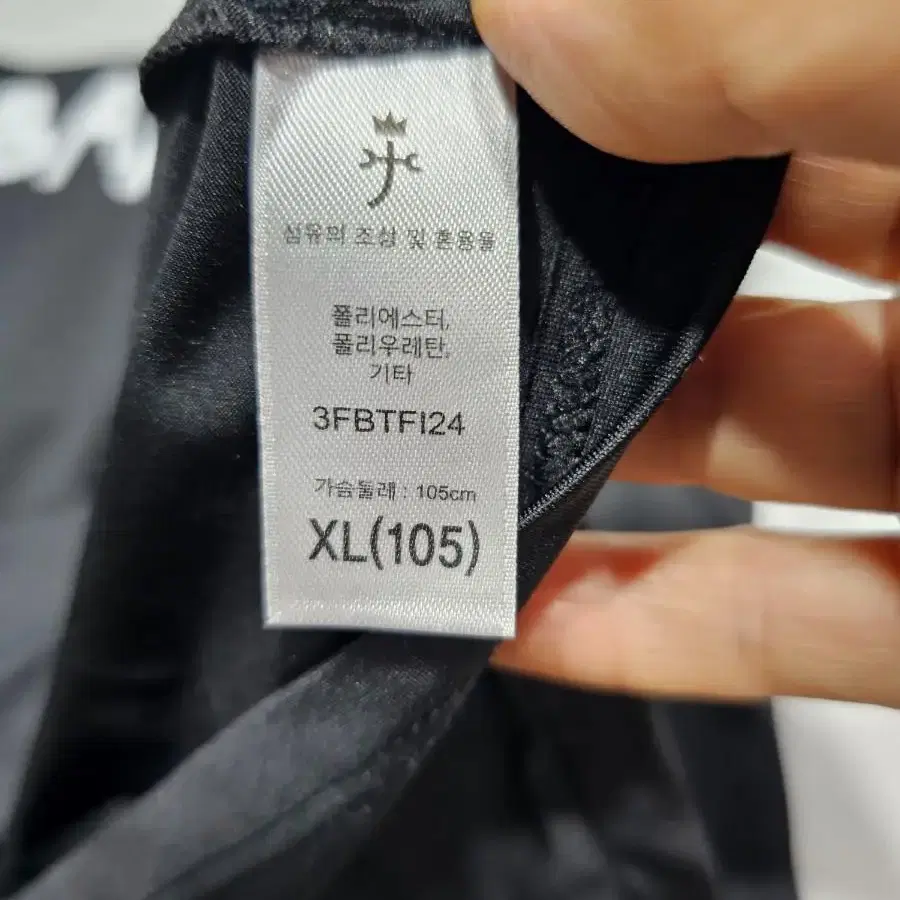 섬유의 조성 및 혼용율
폴리에스터,
폴리우레탄,
기타
3FBTFI24
가슴둘레 : 105cm
XL(105)